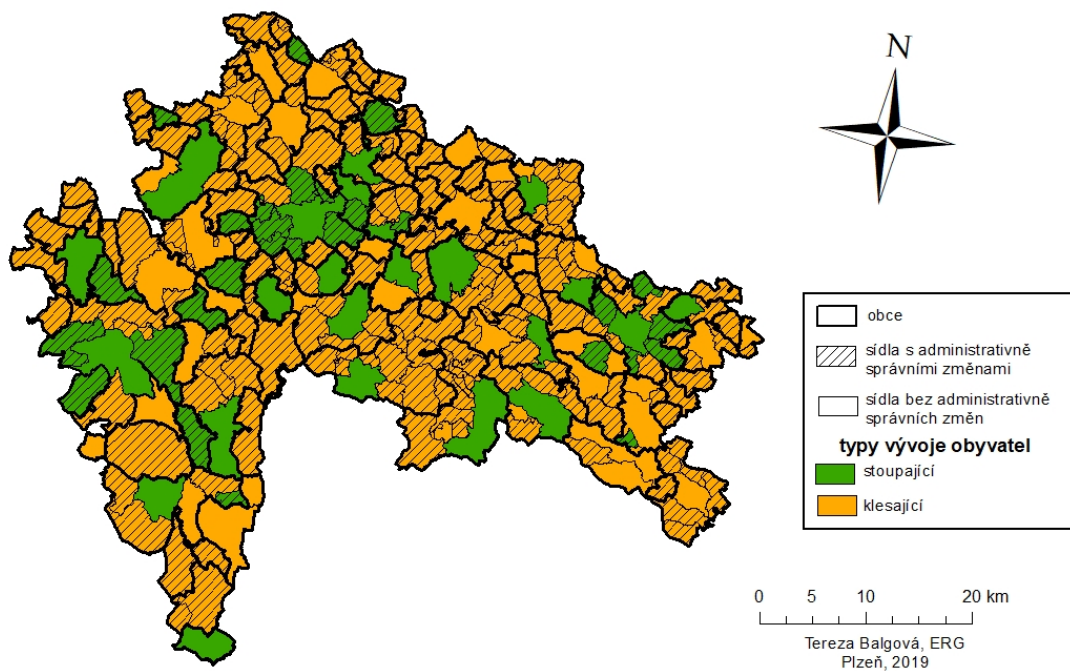 N
obce
sídla s administrativně
správními změnami
sídla bez administrativně
správních změn
typy vývoje obyvatel
stoupající
klesající
0 5 10 20 km
Tereza Balgová, ERG
Plzeň, 2019